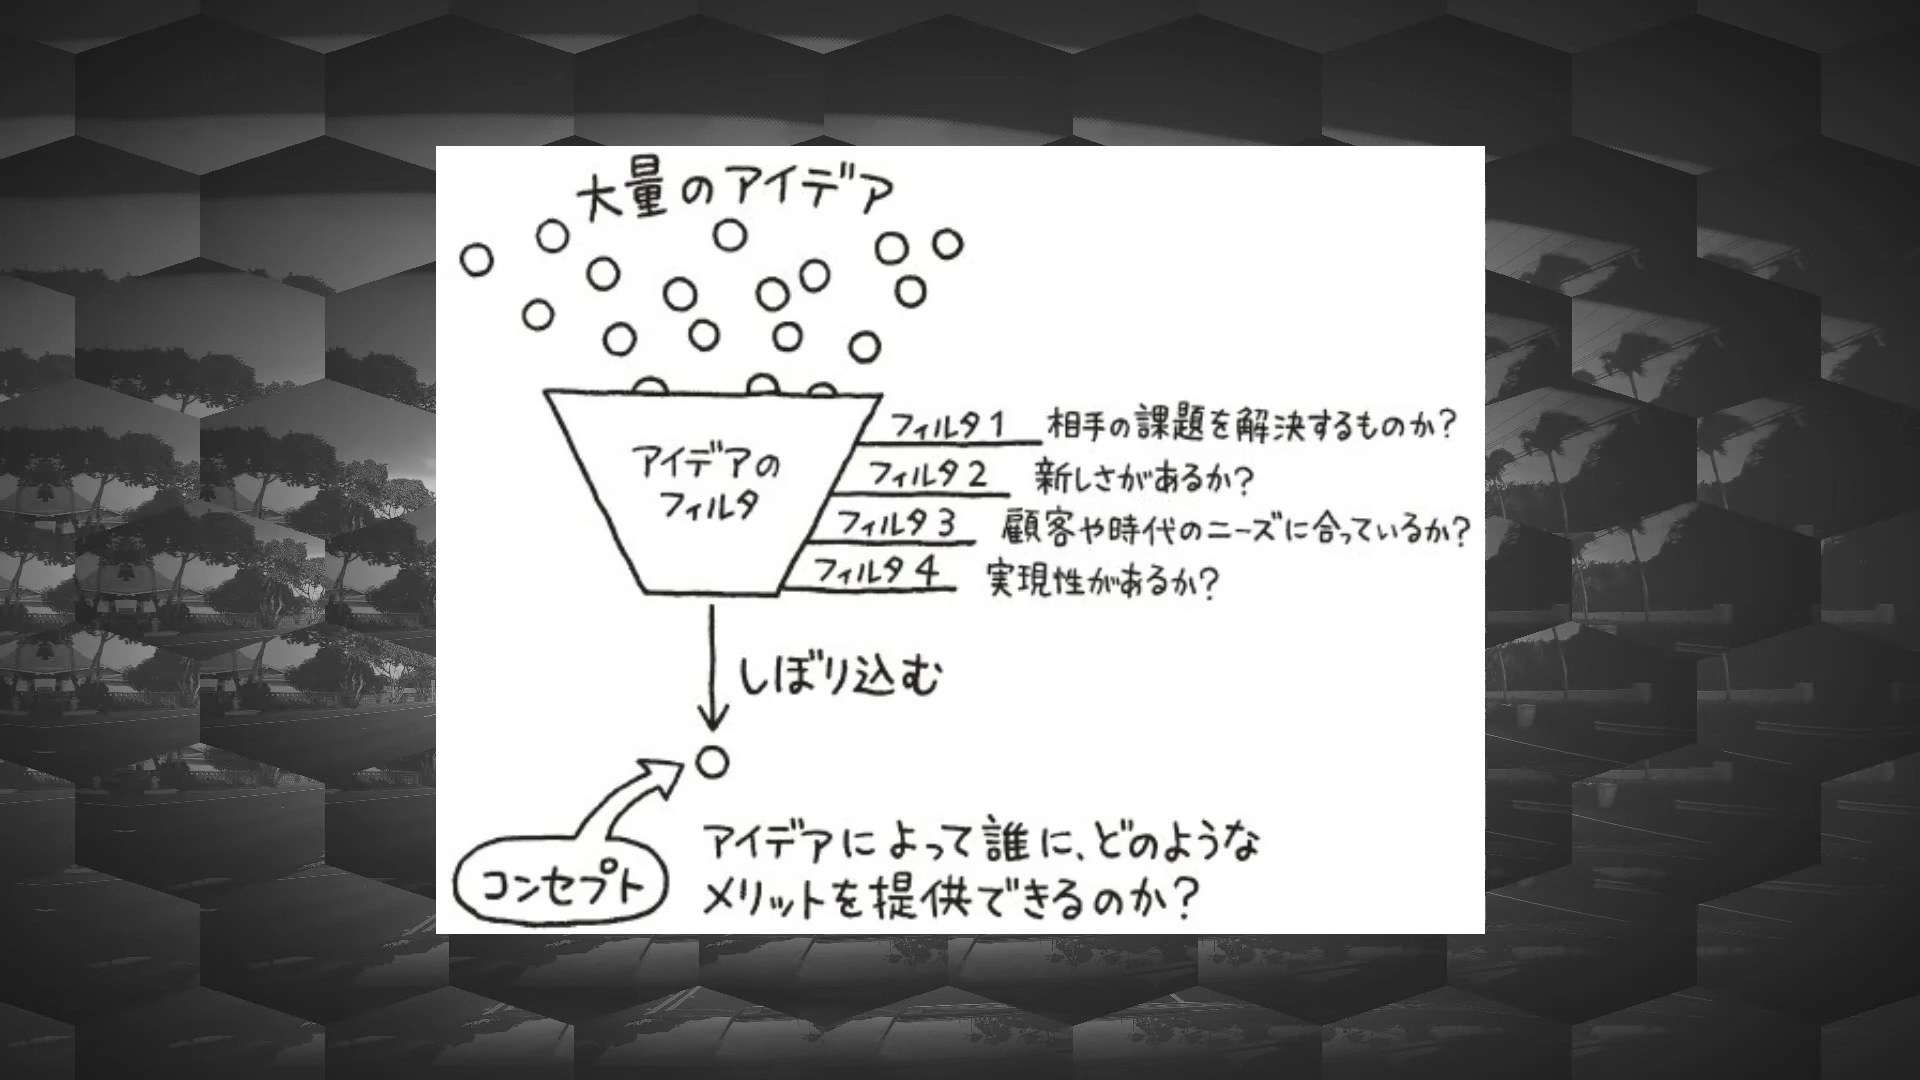 大量のアイデア
アイデアの
フィルタ
フィルタ1 相手の課題を解決するものか?
フィルタ2 新しさがあるか?
フィルタ3 顧客や時代のニーズに合っているか?
フィルタ4 実現性があるか?
しぼり込む
コンセプト
アイデアによって誰に、どのような
メリットを提供できるのか?